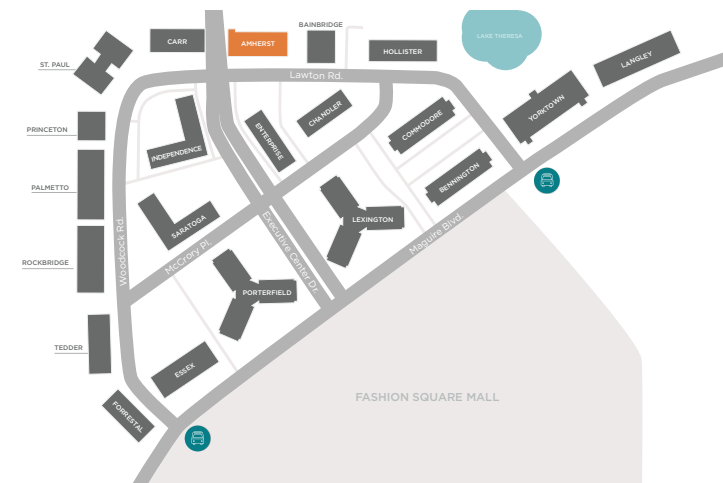 BAINBRIDGE
CARR
AMHERST
HOLLISTER
LAKE THERESA
LANGLEY
ST. PAUL
Lawton Rd.
YORKTOWN
CHANDLER
COMMODORE
PRINCETON
ENTERPRISE
INDEPENDENCE
BENNINGTON
PALMETTO
LEXINGTON
SARATOGA
Maguire Blvd.
Woodcock Rd.
McCrory Pl.
Executive Center Dr.
ROCKBRIDGE
PORTERFIELD
TEDDER
ESSEX
FASHION SQUARE MALL
FORRESTAL